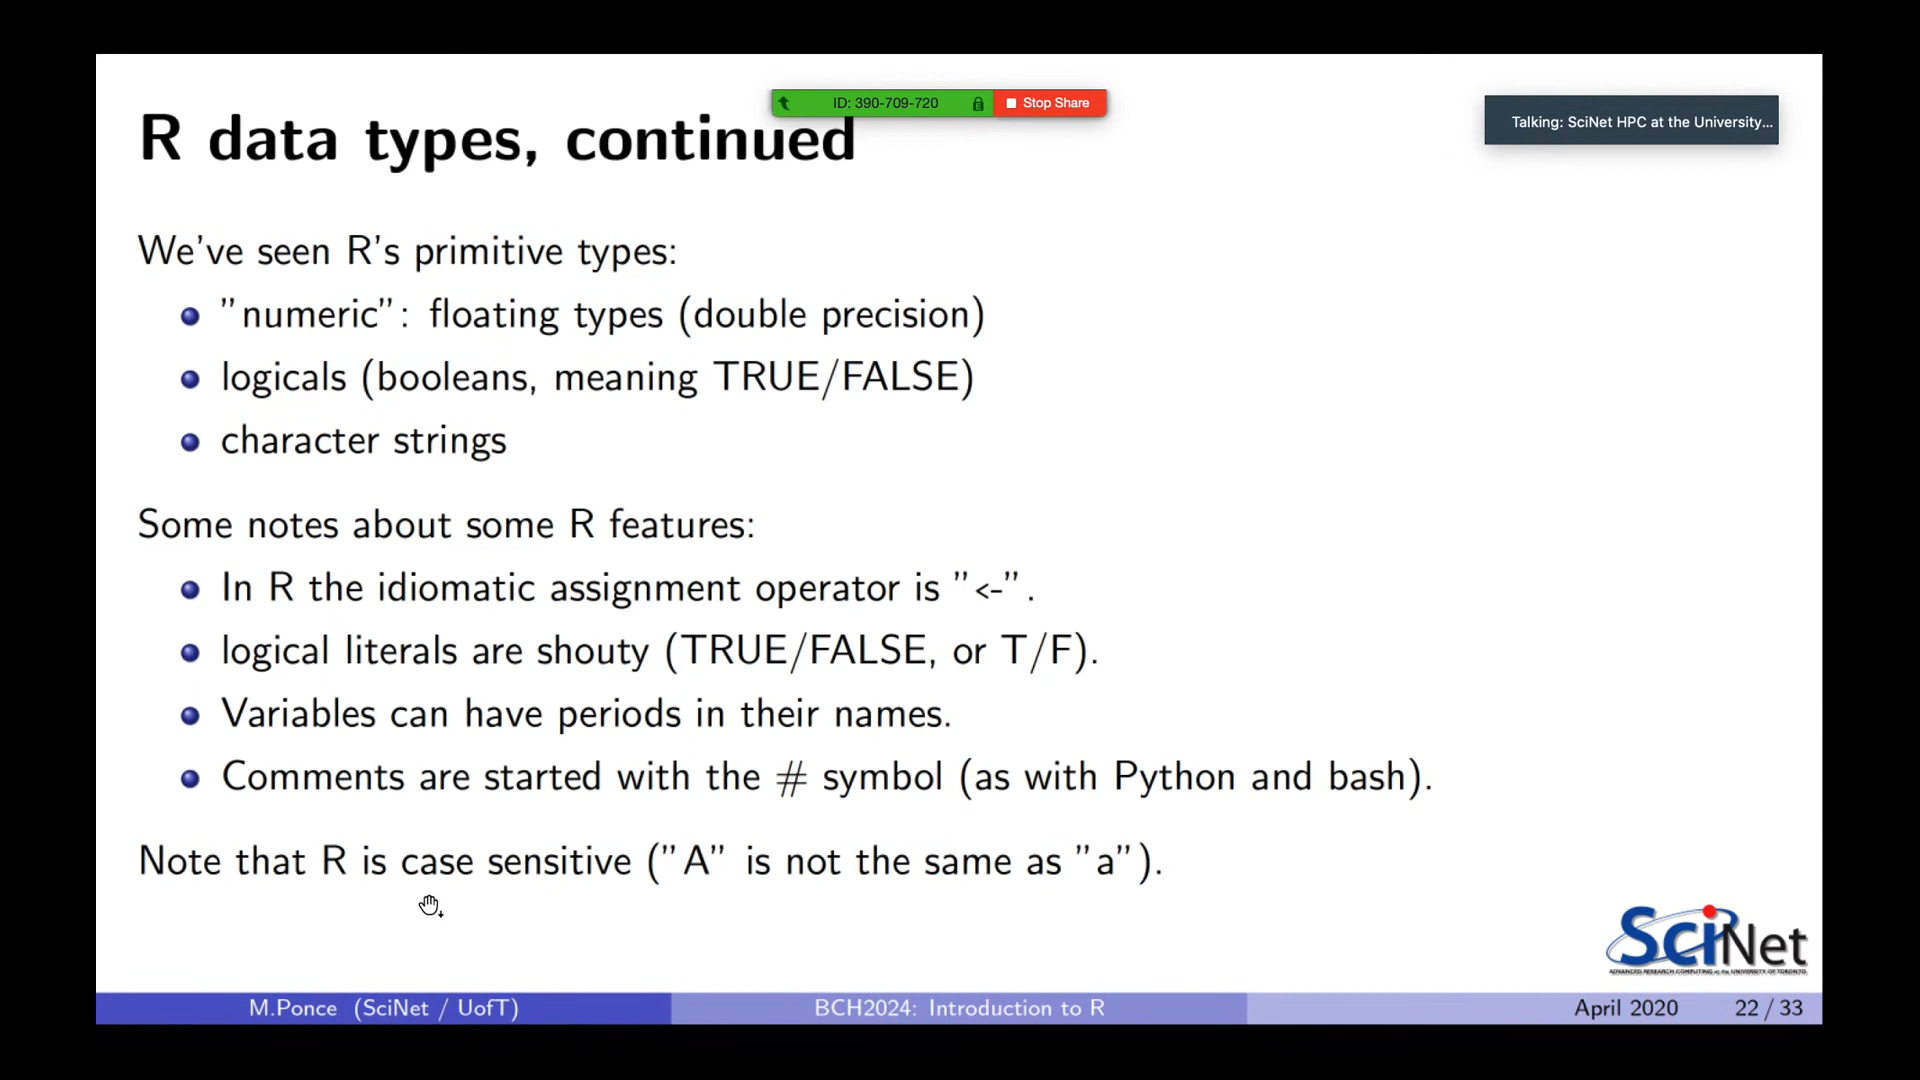 ID: 390-709-720
Stop Share
Talking: SciNet HPC at the University...
R data types, continued
We've seen R's primitive types:
"numeric": floating types (double precision)
logicals (booleans, meaning TRUE/FALSE)
character strings
Some notes about some R features:
In R the idiomatic assignment operator is "<-".
logical literals are shouty (TRUE/FALSE, or T/F).
Variables can have periods in their names.
Comments are started with the # symbol (as with Python and bash).
Note that R is case sensitive ("A" is not the same as "a").
SciNet
ADVANCED RESEARCH COMPUTING at the UNIVERSITY OF TORONTO
M.Ponce (SciNet / UofT)
BCH2024: Introduction to R
April 2020
22 / 33